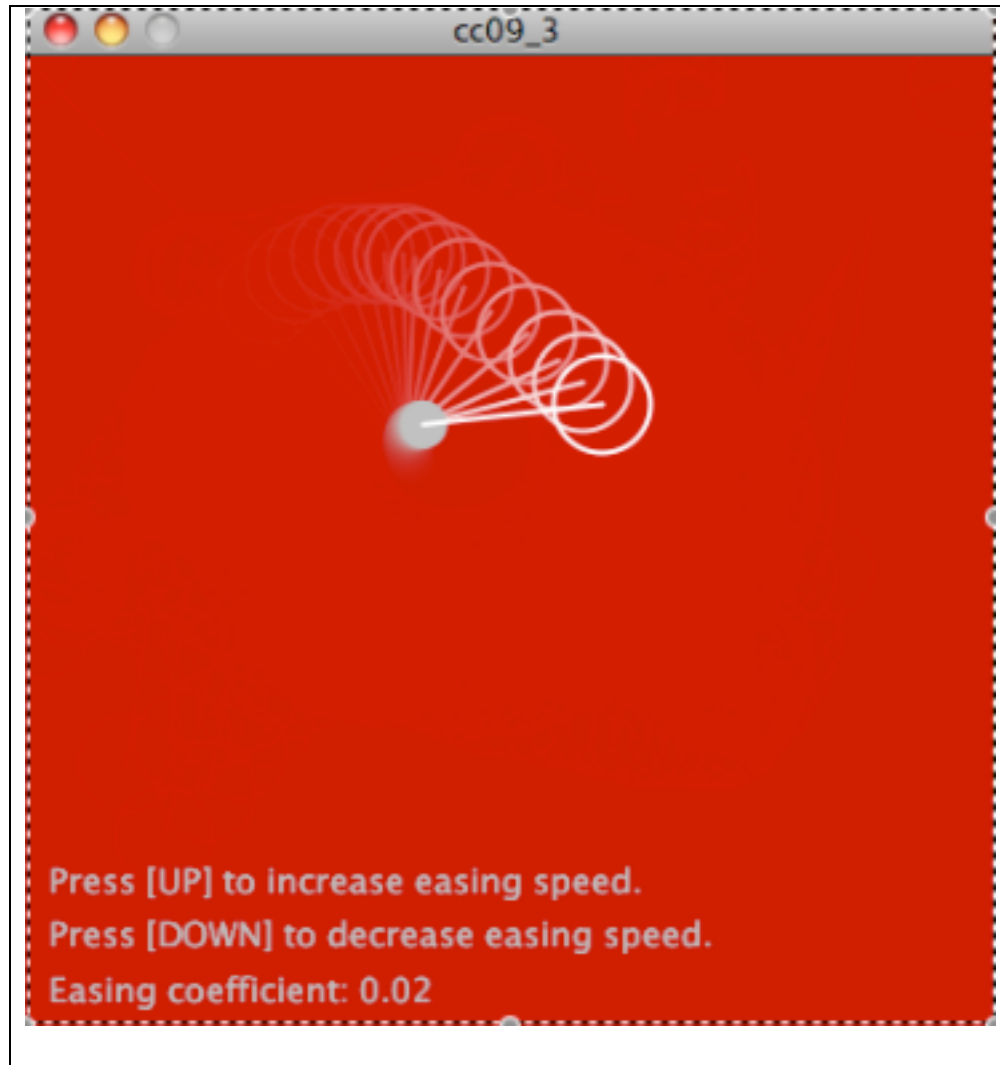 cc09_3
Press [UP] to increase easing speed.
Press [DOWN] to decrease easing speed.
Easing coefficient: 0.02